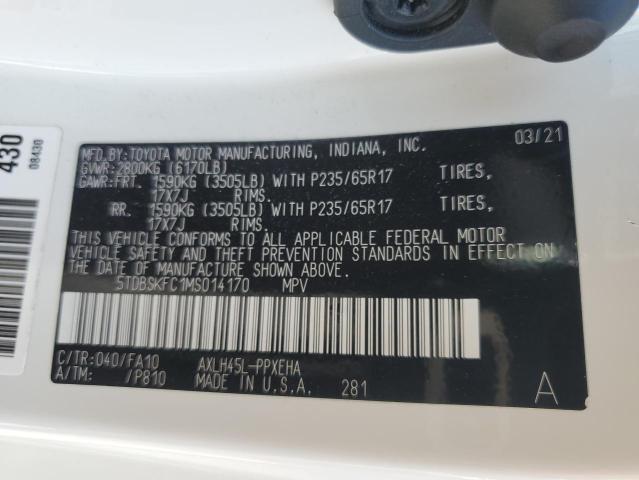 430
08430
MFD.BY:TOYOTA MOTOR MANUFACTURING, INDIANA, INC. 03/21
GVWR:2800KG (6170LB)
GAWR:FRT. 1590KG (3505LB) WITH P235/65R17 TIRES,
17X7J RIMS.
RR. 1590KG (3505LB) WITH P235/65R17 TIRES,
17X7J RIMS.
THIS VEHICLE CONFORMS TO ALL APPLICABLE FEDERAL MOTOR
VEHICLE SAFETY AND THEFT PREVENTION STANDARDS IN EFFECT ON
THE DATE OF MANUFACTURE SHOWN ABOVE.
5TDBSKFC1MS014170 MPV
C/TR:040/FA10 AXLH45L-PPXEHA
A/TM: /P810 MADE IN U.S.A. 281 A